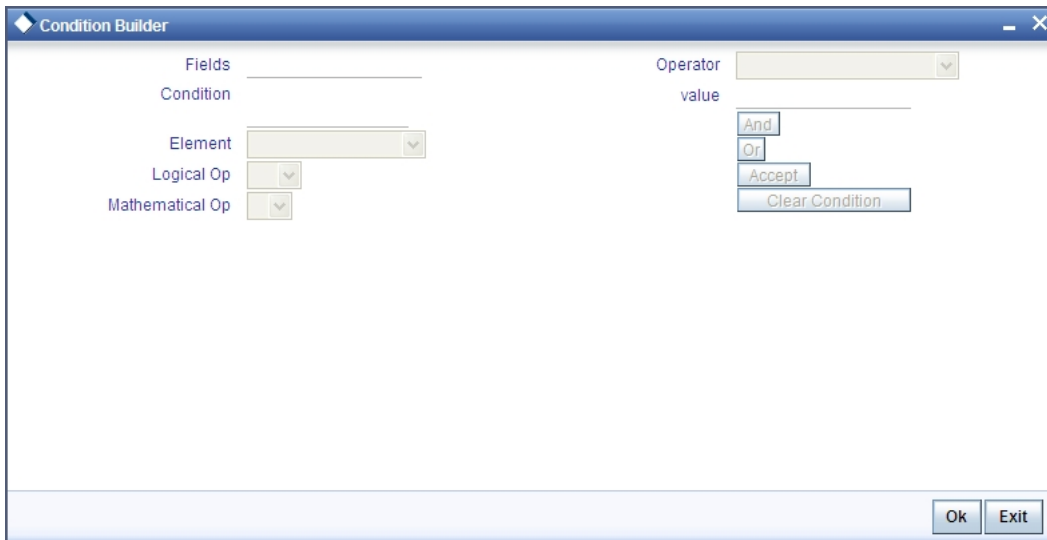 Condition Builder
Fields
Condition
Element
Logical Op
Mathematical Op
Operator
value
And
Or
Accept
Clear Condition
Ok
Exit